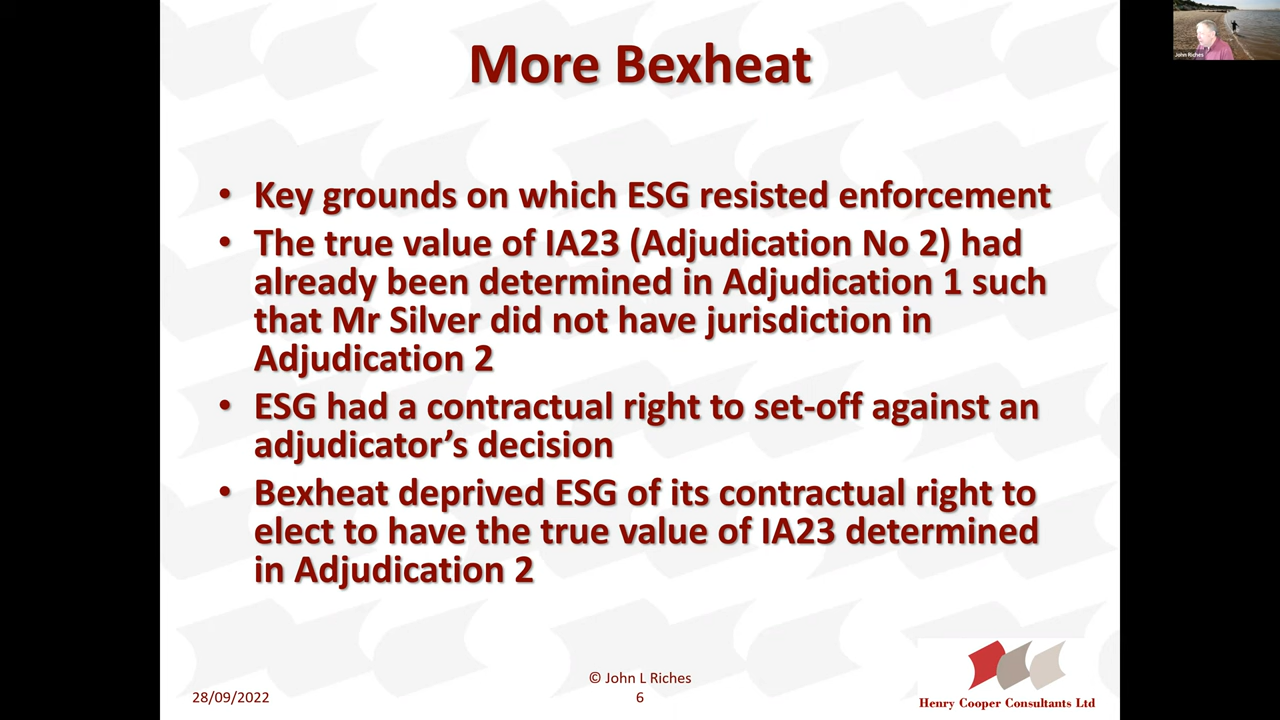 More Bexheat
John Riches
• Key grounds on which ESG resisted enforcement
• The true value of IA23 (Adjudication No 2) had
already been determined in Adjudication 1 such
that Mr Silver did not have jurisdiction in
Adjudication 2
• ESG had a contractual right to set-off against an
adjudicator’s decision
• Bexheat deprived ESG of its contractual right to
elect to have the true value of IA23 determined
in Adjudication 2
© John L Riches
28/09/2022
6
Henry Cooper Consultants Ltd